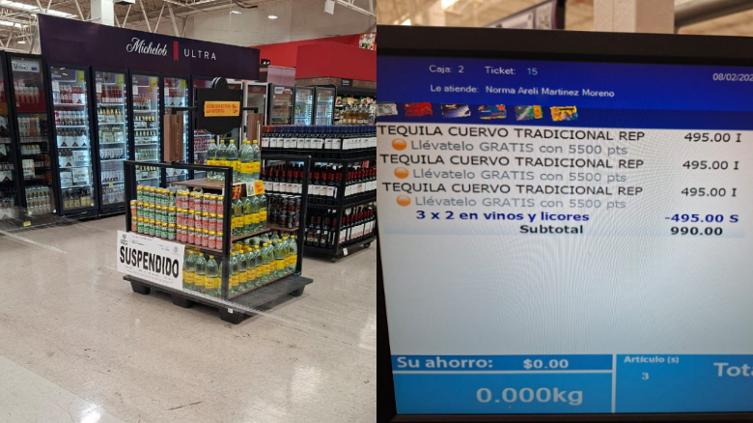 Michelob ULTRA
SUSPENDIDO
Caja: 2 Ticket: 15
08/02/202
Le atiende: Norma Areli Martinez Moreno
TEQUILA CUERVO TRADICIONAL REP 495.00 I
Llévatelo GRATIS con 5500 pts
TEQUILA CUERVO TRADICIONAL REP 495.00 I
Llévatelo GRATIS con 5500 pts
TEQUILA CUERVO TRADICIONAL REP 495.00 I
Llévatelo GRATIS con 5500 pts
3 x 2 en vinos y licores -495.00 S
Subtotal 990.00
Su ahorro: $0.00
Artículo (s)
3
Tota
0.000kg